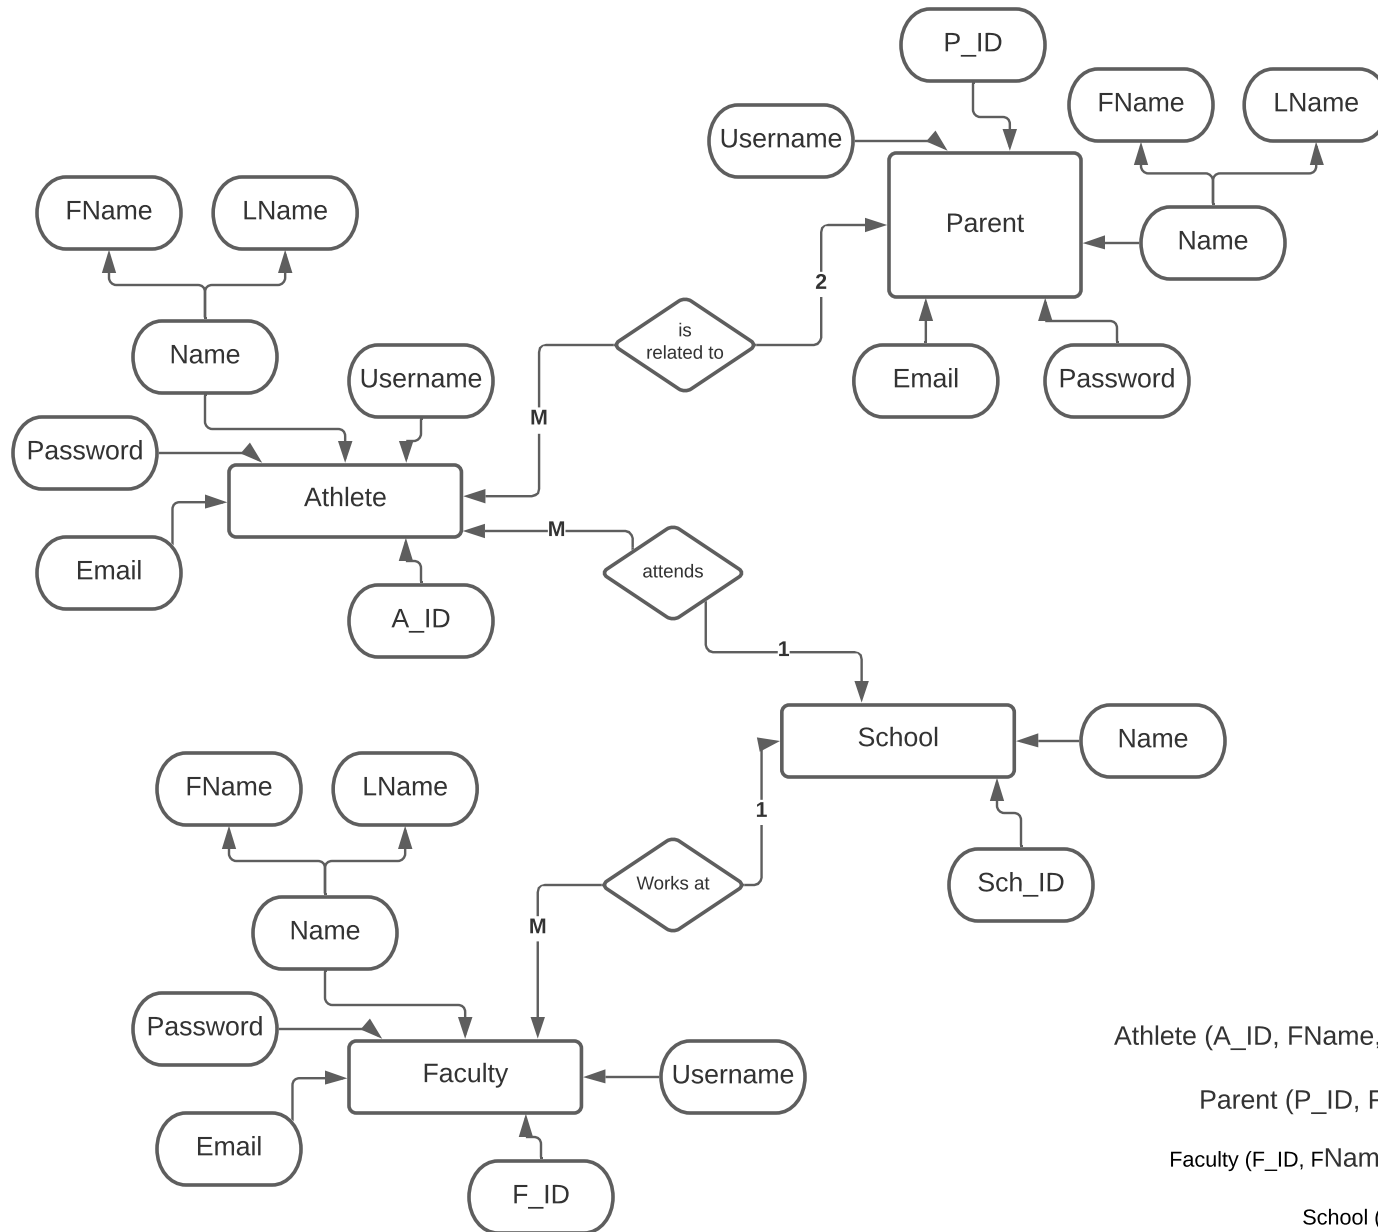 P_ID
FName
LName
Username
Parent
Name
FName
LName
2
is
related to
Name
Username
Email
Password
M
Password
Athlete
M
attends
Email
A_ID
1
School
Name
FName
LName
1
Works at
Sch_ID
M
Name
Password
Athlete (A_ID, FName,
Faculty
Username
Parent (P_ID, F
Email
Faculty (F_ID, FNam
F_ID
School (